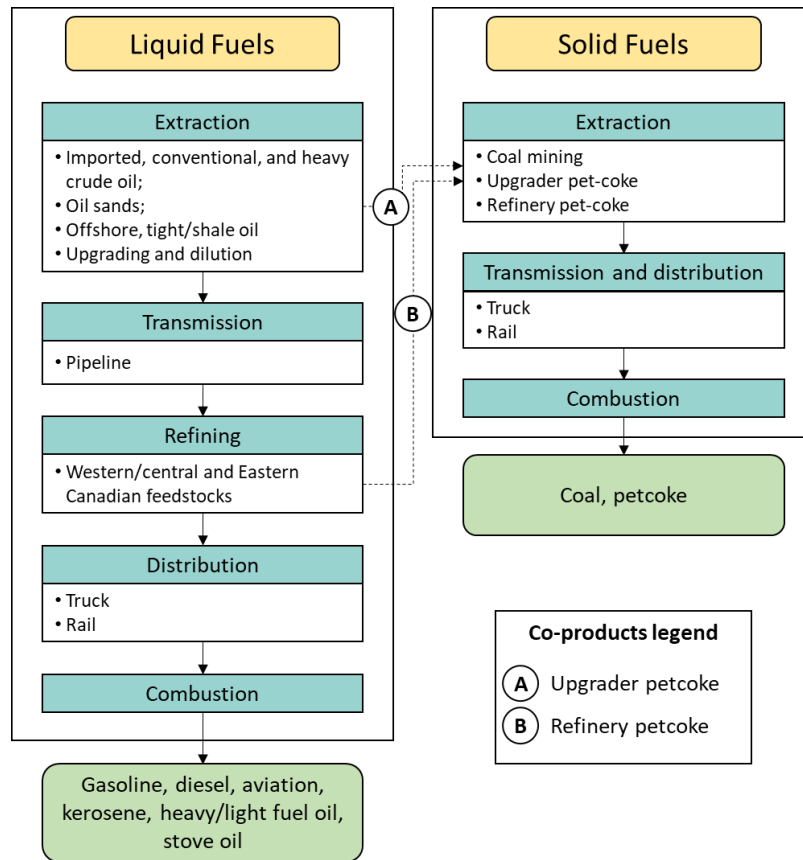 Liquid Fuels
Extraction
• Imported, conventional, and heavy
crude oil;
• Oil sands;
• Offshore, tight/shale oil
• Upgrading and dilution
Transmission
• Pipeline
Refining
• Western/central and Eastern
Canadian feedstocks
Distribution
• Truck
• Rail
Combustion
Gasoline, diesel, aviation,
kerosene, heavy/light fuel oil,
stove oil
A
B
Solid Fuels
Extraction
• Coal mining
• Upgrader pet-coke
• Refinery pet-coke
Transmission and distribution
• Truck
• Rail
Combustion
Coal, petcoke
Co-products legend
A Upgrader petcoke
B Refinery petcoke